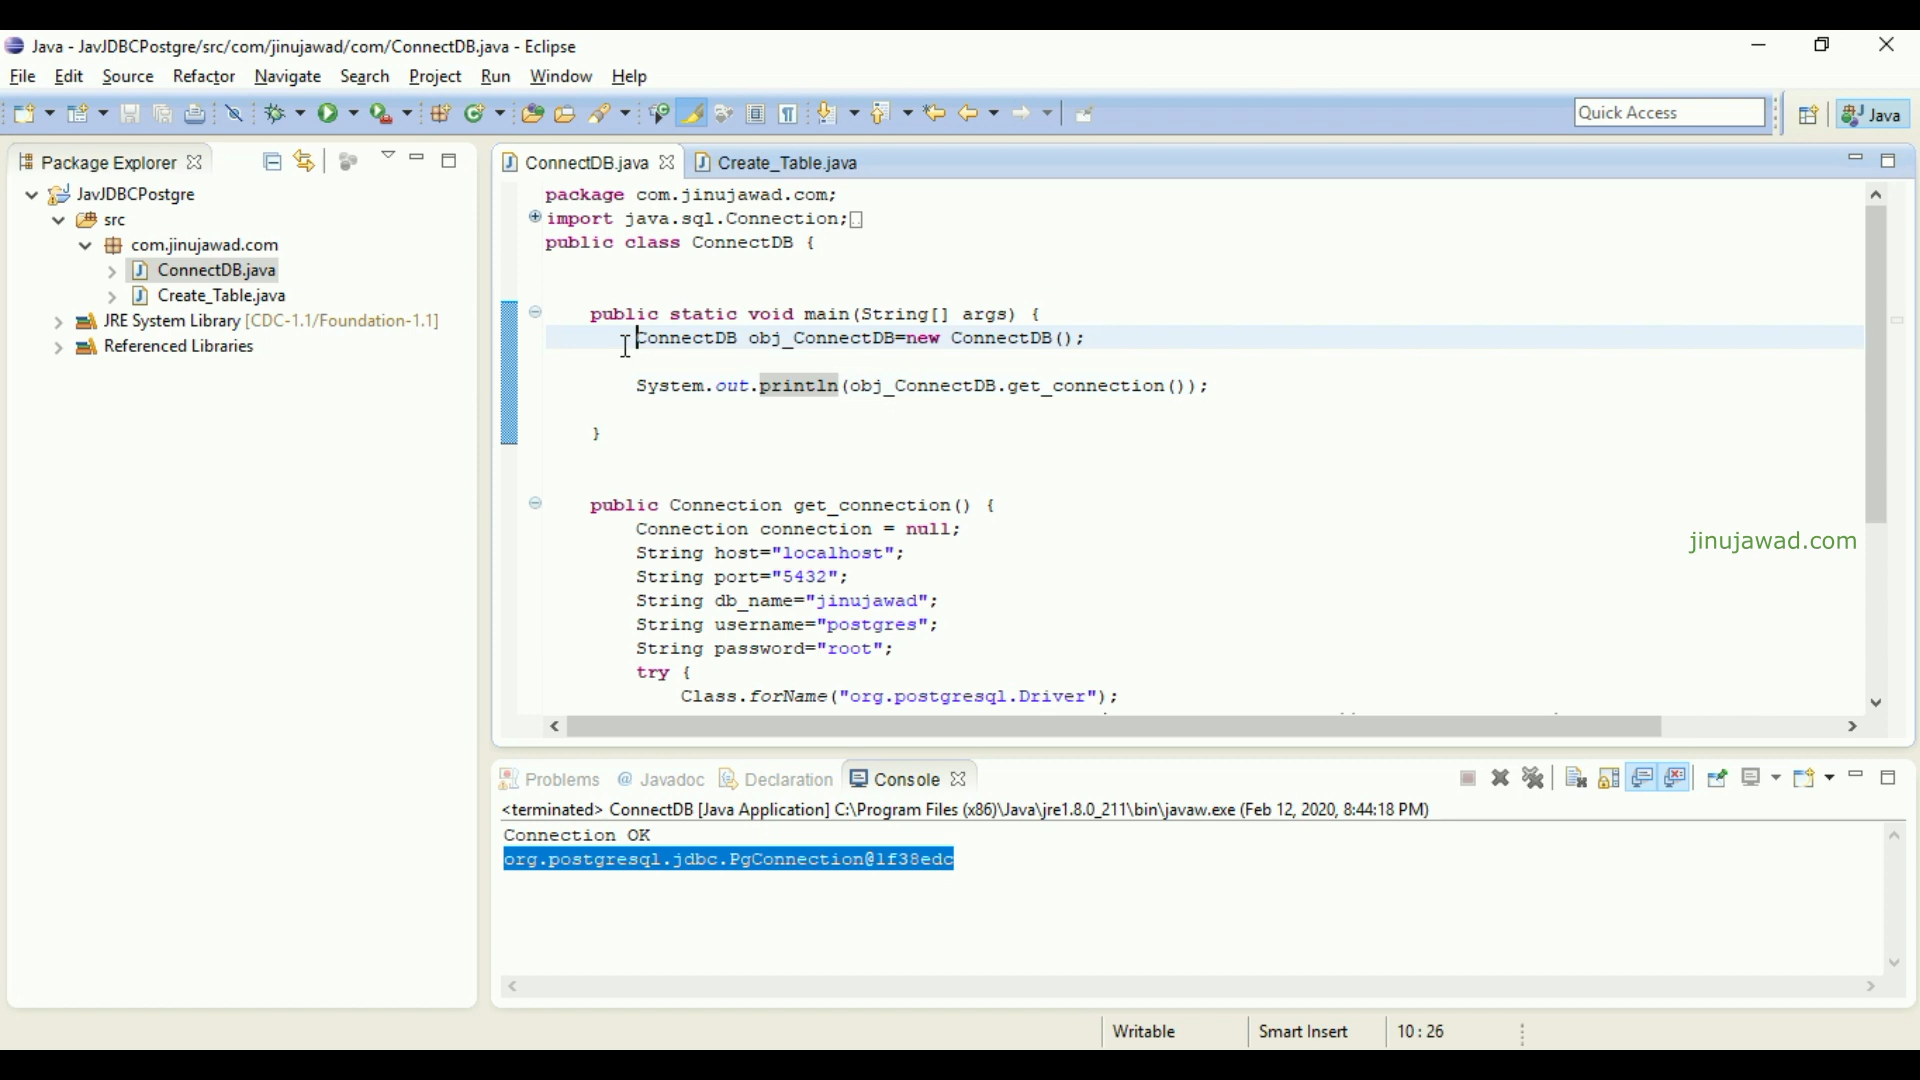 Java - JavJDBCPostgre/src/com/jinujawad/com/ConnectDB.java - Eclipse
File Edit Source Refactor Navigate Search Project Run Window Help
Quick Access
Java
Package Explorer
JavJDBCPostgre
src
com.jinujawad.com
ConnectDB.java
Create_Table.java
JRE System Library [CDC-1.1/Foundation-1.1]
Referenced Libraries
ConnectDB.java Create_Table.java
package com.jinujawad.com;
import java.sql.Connection;
public class ConnectDB {
public static void main(String[] args) {
ConnectDB obj_ConnectDB=new ConnectDB();
System.out.println(obj_ConnectDB.get_connection());
}
public Connection get_connection() {
Connection connection = null;
String host="localhost";
String port="5432";
String db_name="jinujawad";
String username="postgres";
String password="root";
try {
Class.forName("org.postgresql.Driver");
jinujawad.com
Problems @ Javadoc Declaration Console
<terminated> ConnectDB [Java Application] C:\Program Files (x86)\Java\jre1.8.0_211\bin\javaw.exe (Feb 12, 2020, 8:44:18 PM)
Connection OK
org.postgresql.jdbc.PgConnection@1f38edc
Writable Smart Insert 10 : 26